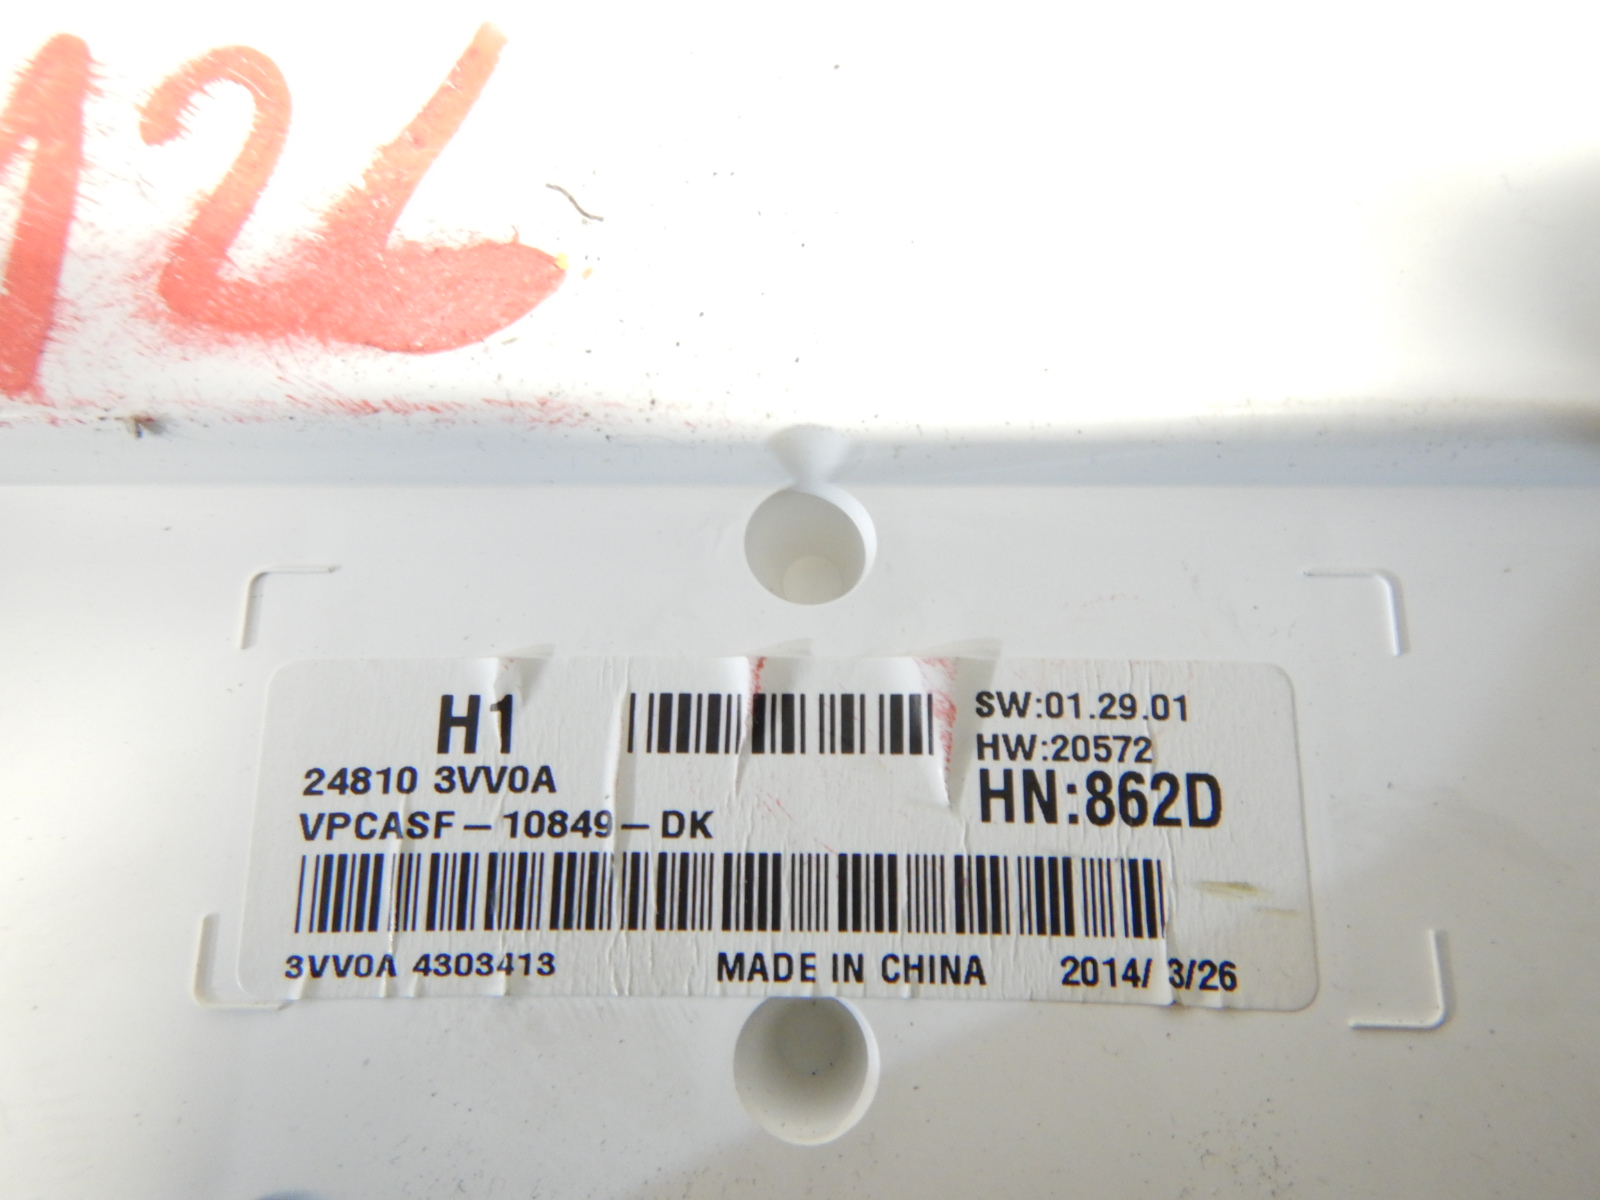 126
H1
SW:01.29.01
HW:20572
24810 3VV0A
HN:862D
VPCASF-10849-DK
3VV0A 4303413
MADE IN CHINA
2014/ 3/26